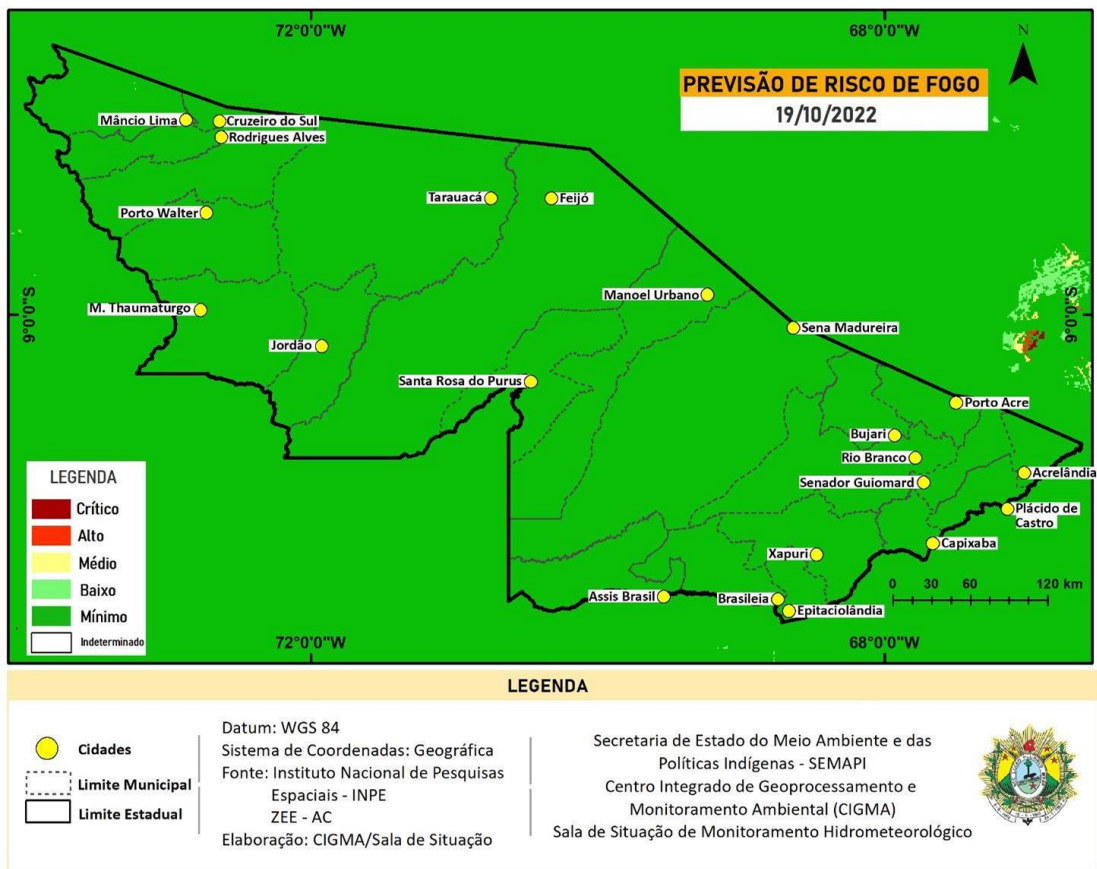 72°0'0"W
68°0'0"W
N
PREVISÃO DE RISCO DE FOGO
19/10/2022
Mâncio Lima
Cruzeiro do Sul
Rodrigues Alves
Tarauacá
Feijó
Porto Walter
Manoel Urbano
M. Thaumaturgo
9°0'0"S
9°0'0"S
Sena Madureira
Jordão
Santa Rosa do Purus
Porto Acre
Bujari
Rio Branco
Acrelândia
Senador Guiomard
Plácido de
Castro
Capixaba
Xapuri
Assis Brasil
Brasileia
Epitaciolândia
0 30 60 120 km
LEGENDA
Crítico
Alto
Médio
Baixo
Mínimo
Indeterminado
72°0'0"W
68°0'0"W
LEGENDA
Cidades
Limite Municipal
Limite Estadual
Datum: WGS 84
Sistema de Coordenadas: Geográfica
Fonte: Instituto Nacional de Pesquisas
Espaciais - INPE
ZEE - AC
Elaboração: CIGMA/Sala de Situação
Secretaria de Estado do Meio Ambiente e das
Políticas Indígenas - SEMAPI
Centro Integrado de Geoprocessamento e
Monitoramento Ambiental (CIGMA)
Sala de Situação de Monitoramento Hidrometeorológico